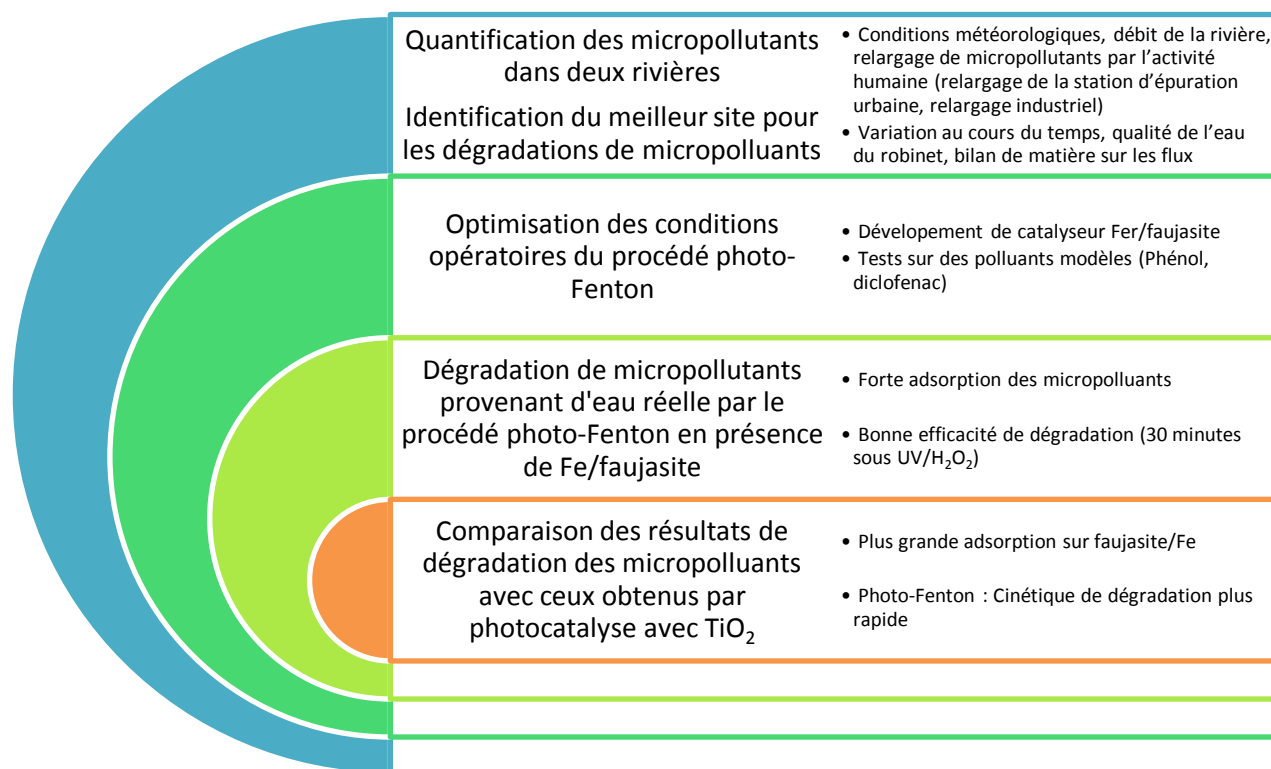 Quantification des micropollutants
dans deux rivières
Identification du meilleur site pour
les dégradations de micropolluants
• Conditions météorologiques, débit de la rivière,
relargage de micropollutants par l'activité
humaine (relargage de la station d'épuration
urbaine, relargage industriel)
• Variation au cours du temps, qualité de l'eau
du robinet, bilan de matière sur les flux
Optimisation des conditions
opératoires du procédé photo-
Fenton
• Dévelopement de catalyseur Fer/faujasite
• Tests sur des polluants modèles (Phénol,
diclofenac)
Dégradation de micropollutants
provenant d'eau réelle par le
procédé photo-Fenton en présence
de Fe/faujasite
• Forte adsorption des micropolluants
• Bonne efficacité de dégradation (30 minutes
sous UV/H₂O₂)
Comparaison des résultats de
dégradation des micropolluants
avec ceux obtenus par
photocatalyse avec TiO₂
• Plus grande adsorption sur faujasite/Fe
• Photo-Fenton : Cinétique de dégradation plus
rapide